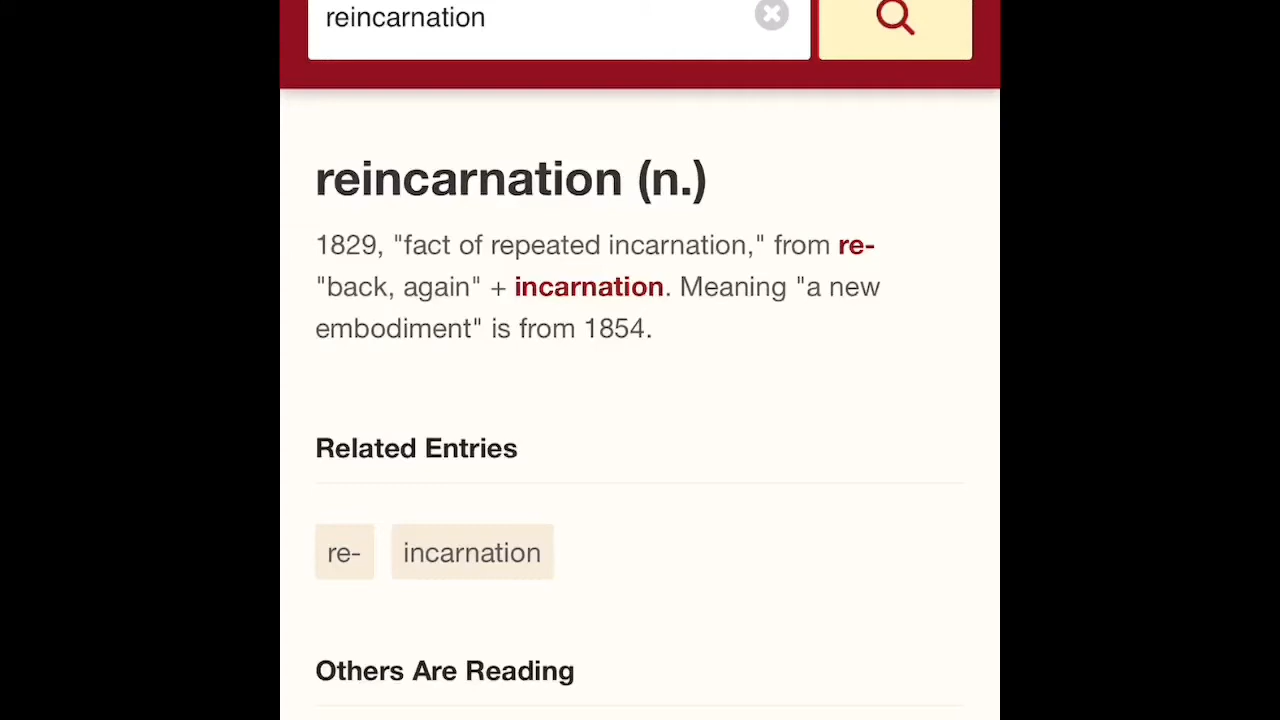 reincarnation
reincarnation (n.)
1829, "fact of repeated incarnation," from re-
"back, again" + incarnation. Meaning "a new
embodiment" is from 1854.
Related Entries
re- incarnation
Others Are Reading